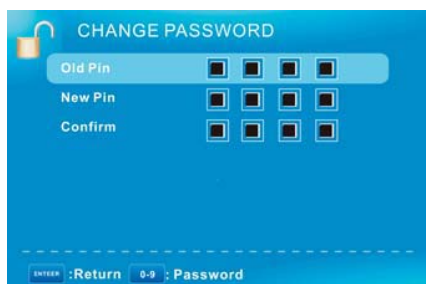 CHANGE PASSWORD
Old Pin
New Pin
Confirm
ENTEER :Return 0-9 : Password